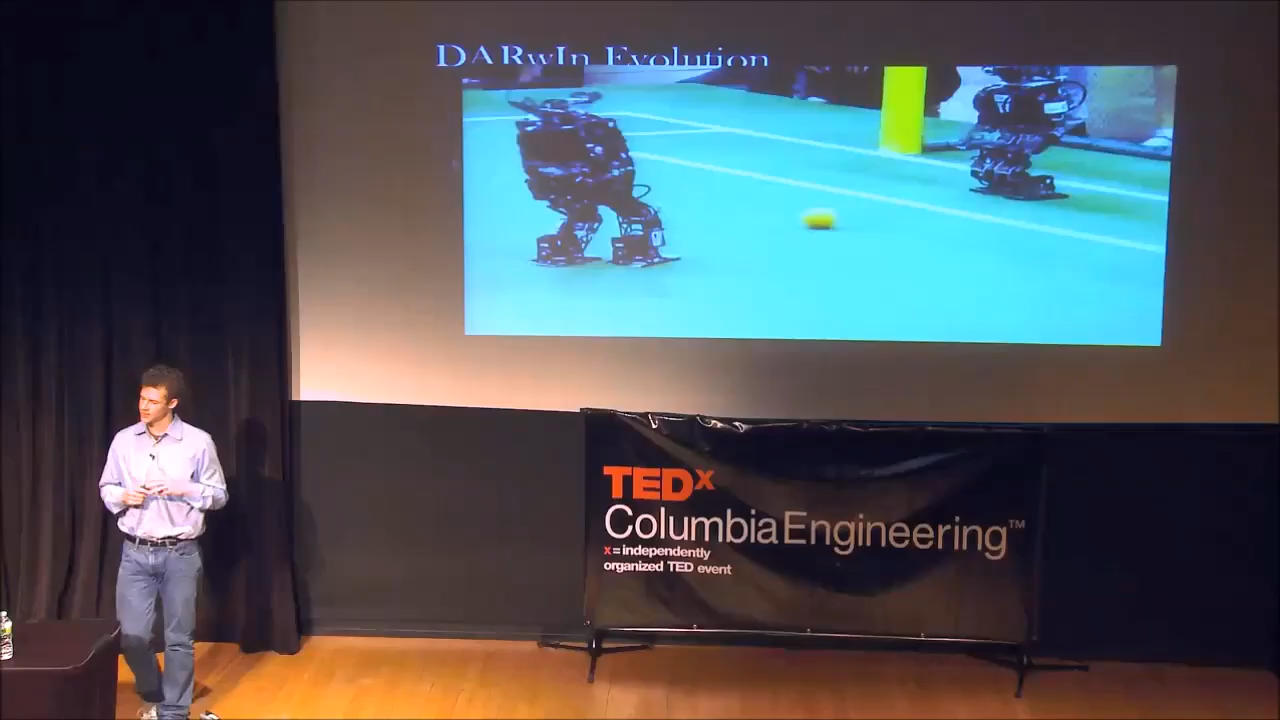 DARwIn Evolution
TEDx
ColumbiaEngineering™
x = independently
organized TED event